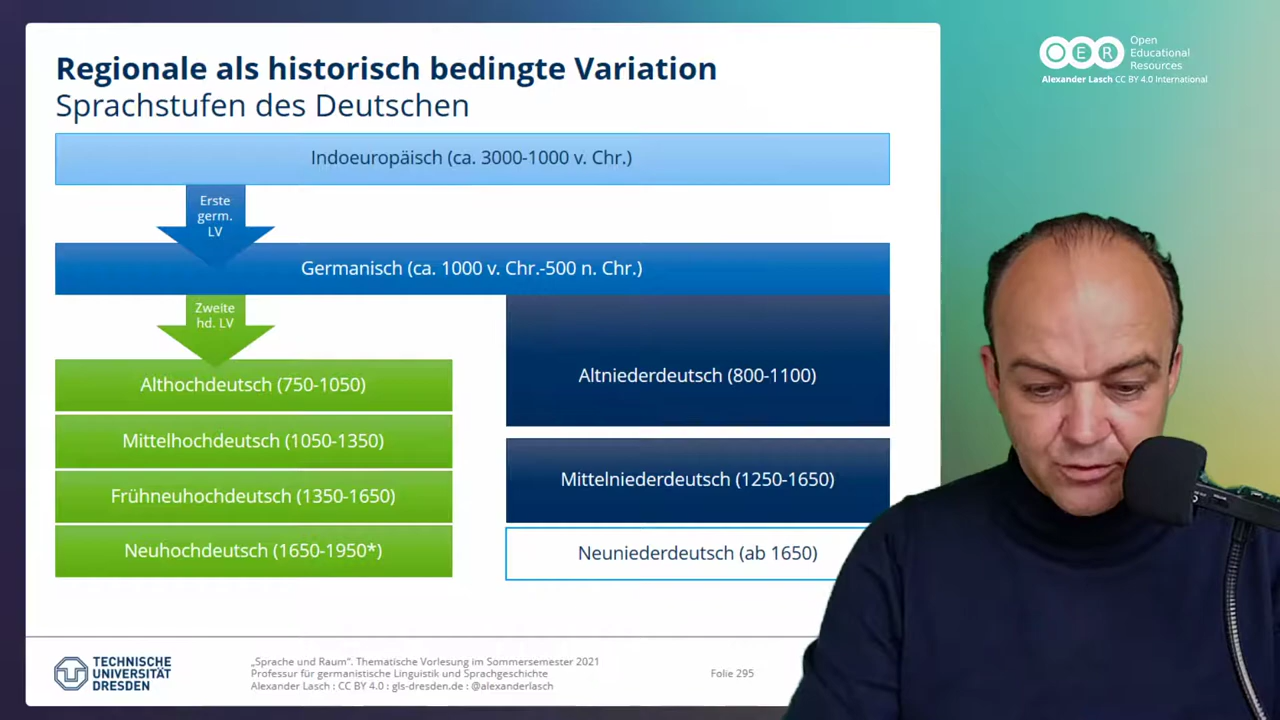 Regionale als historisch bedingte Variation
Sprachstufen des Deutschen
Indoeuropäisch (ca. 3000-1000 v. Chr.)
Erste
germ.
LV
Germanisch (ca. 1000 v. Chr.-500 n. Chr.)
Zweite
hd. LV
Althochdeutsch (750-1050)
Mittelhochdeutsch (1050-1350)
Frühneuhochdeutsch (1350-1650)
Neuhochdeutsch (1650-1950*)
Altniederdeutsch (800-1100)
Mittelniederdeutsch (1250-1650)
Neuniederdeutsch (ab 1650)
TECHNISCHE
UNIVERSITÄT
DRESDEN
„Sprache und Raum“. Thematische Vorlesung im Sommersemester 2021
Professur für germanistische Linguistik und Sprachgeschichte
Alexander Lasch : CC BY 4.0 : gls-dresden.de : @alexanderlasch
Folie 295
OER
Open
Educational
Resources
Alexander Lasch CC BY 4.0 International